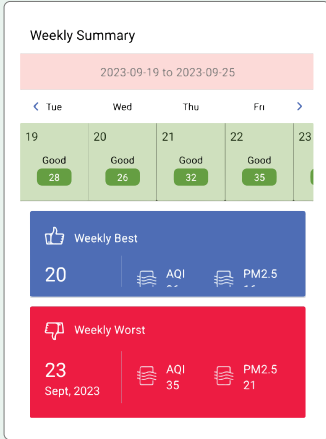 Weekly Summary
2023-09-19 to 2023-09-25
Tue Wed Thu Fri
19 20 21 22 23
Good Good Good Good
28 26 32 35
Weekly Best
20 AQI PM2.5
Weekly Worst
23 AQI PM2.5
Sept, 2023 35 21